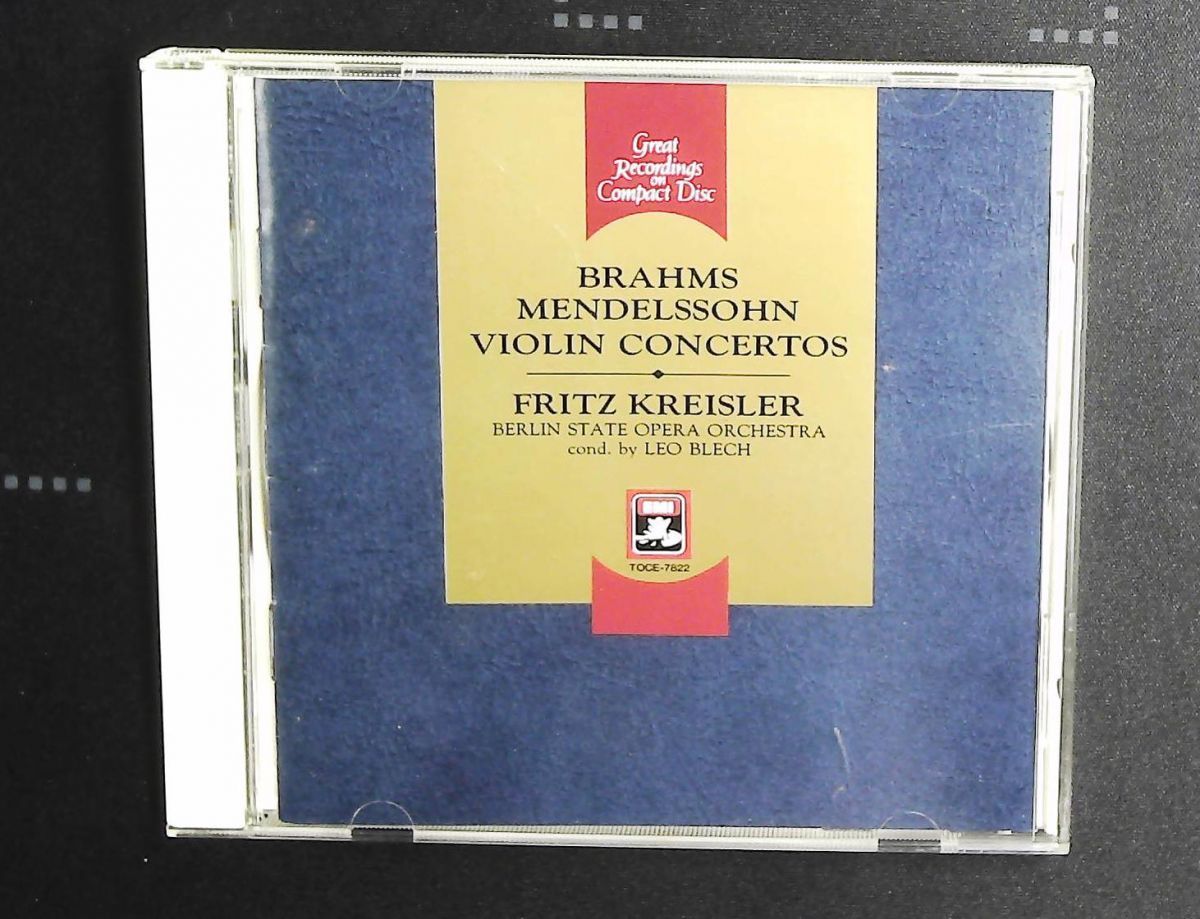 Great
Recordings
on
Compact Disc
BRAHMS
MENDELSSOHN
VIOLIN CONCERTOS
FRITZ KREISLER
BERLIN STATE OPERA ORCHESTRA
cond. by LEO BLECH
EMI
TOCE-7822